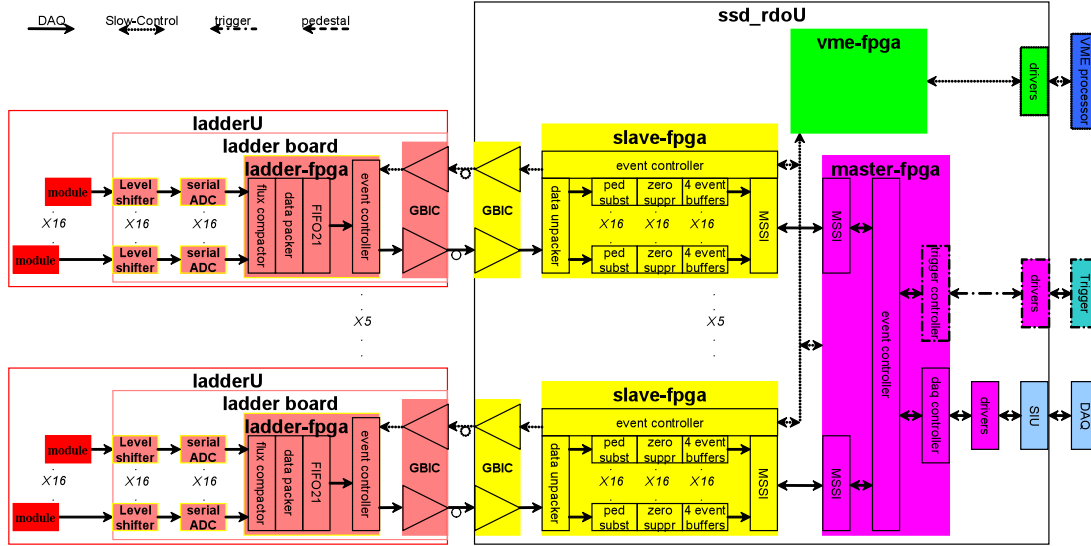 DAQ
Slow-Control
trigger
pedestal
ssd_rdoU
vme-fpga
drivers
VME processor
ladderU
ladder board
ladder-fpga
module
X16
module
Level
shifter
X16
Level
shifter
serial
ADC
X16
serial
ADC
flux compactor
data packer
FIFO21
event controller
GBIC
GBIC
slave-fpga
event controller
data unpacker
ped
subst
zero
suppr
4 event
buffers
X16
X16
X16
ped
subst
zero
suppr
4 event
buffers
MSSI
master-fpga
MSSI
event controller
trigger controller
drivers
Trigger
X5
X5
ladderU
ladder board
ladder-fpga
module
X16
module
Level
shifter
X16
Level
shifter
serial
ADC
X16
serial
ADC
flux compactor
data packer
FIFO21
event controller
GBIC
GBIC
slave-fpga
event controller
data unpacker
ped
subst
zero
suppr
4 event
buffers
X16
X16
X16
ped
subst
zero
suppr
4 event
buffers
MSSI
MSSI
daq controller
drivers
SIU
DAQ